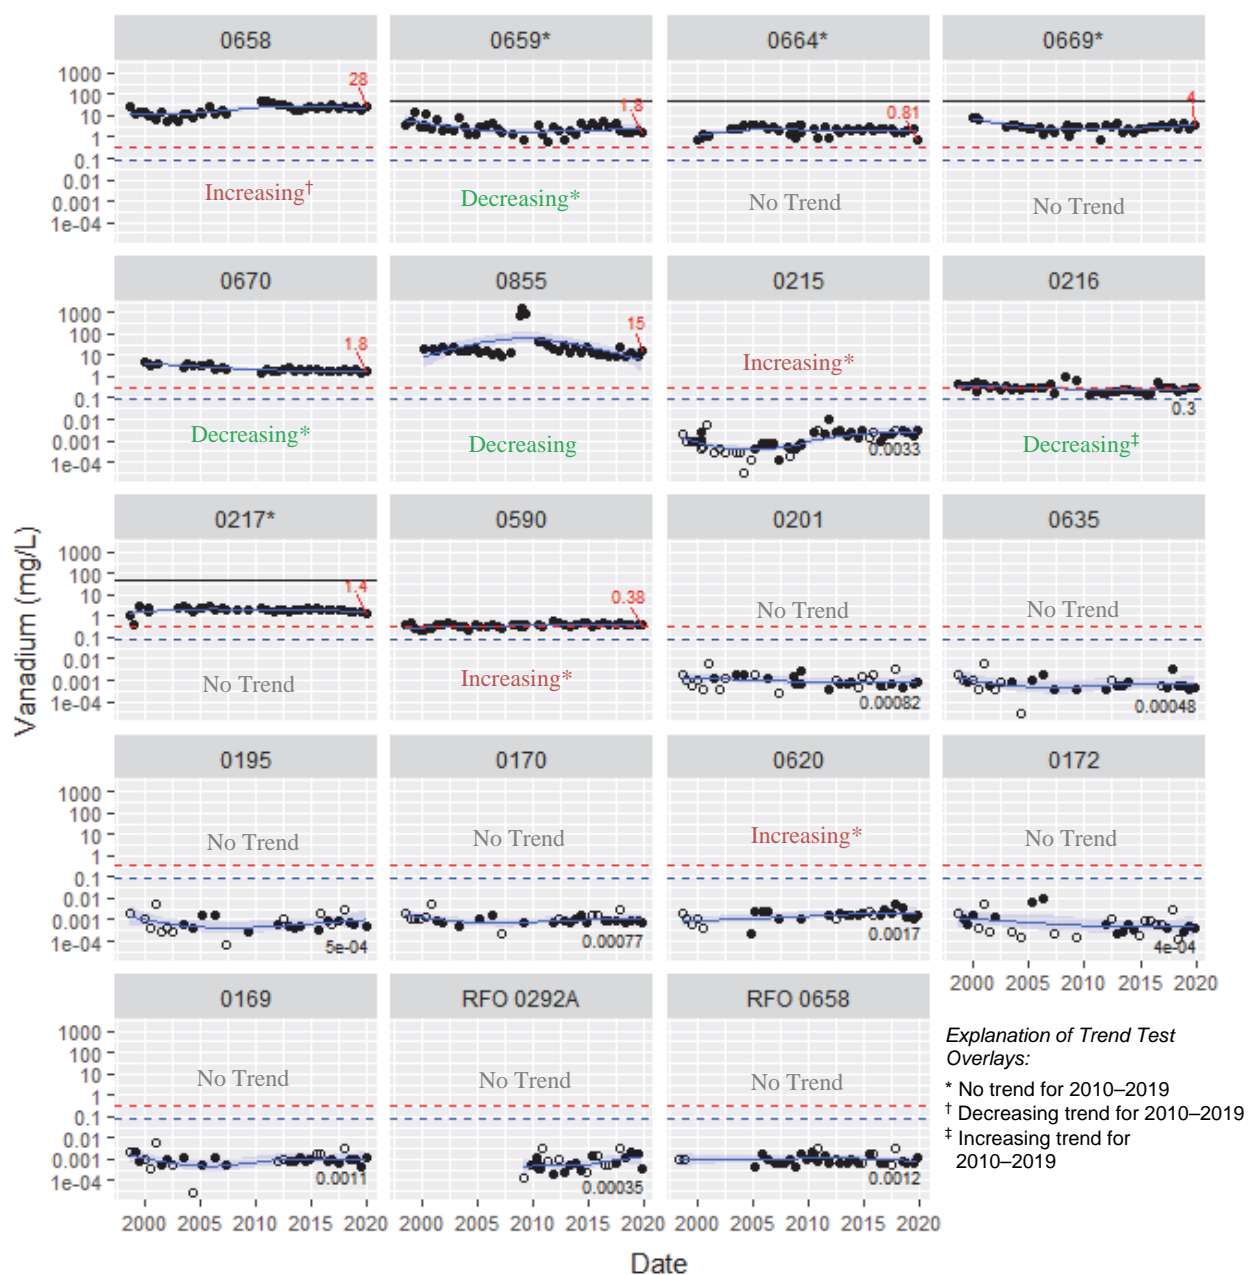 0658
0659*
0664*
0669*
1000
100
10
1
0.1
0.01
0.001
1e-04
28
1.8
0.81
4
Increasing†
Decreasing*
No Trend
No Trend
0670
0855
0215
0216
1000
100
10
1
0.1
0.01
0.001
1e-04
1.8
15
Increasing*
0.3
Decreasing*
Decreasing
0.0033
Decreasing‡
0217*
0590
0201
0635
Vanadium (mg/L)
1000
100
10
1
0.1
0.01
0.001
1e-04
1.4
0.38
No Trend
No Trend
No Trend
Increasing*
0.00082
0.00048
0195
0170
0620
0172
1000
100
10
1
0.1
0.01
0.001
1e-04
No Trend
No Trend
Increasing*
No Trend
5e-04
0.00077
0.0017
4e-04
2000 2005 2010 2015 2020
0169
RFO 0292A
RFO 0658
1000
100
10
1
0.1
0.01
0.001
1e-04
No Trend
No Trend
No Trend
0.0011
0.00035
0.0012
2000 2005 2010 2015 2020
2000 2005 2010 2015 2020
2000 2005 2010 2015 2020
Date
Explanation of Trend Test
Overlays:
* No trend for 2010–2019
† Decreasing trend for 2010–2019
‡ Increasing trend for
2010–2019